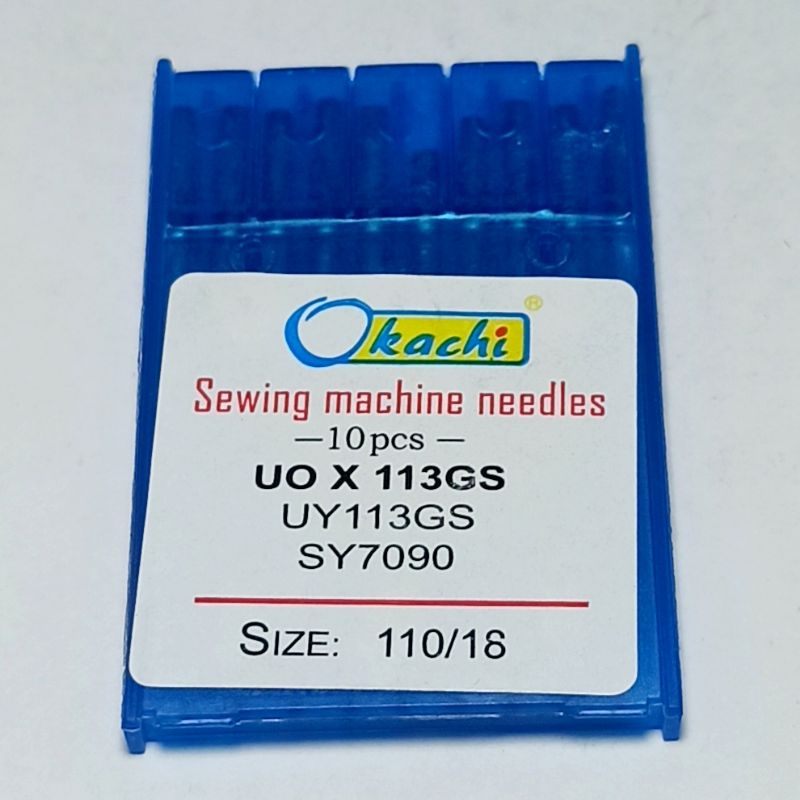 Okachi®
Sewing machine needles
—10pcs—
UO X 113GS
UY113GS
SY7090
SIZE: 110/18